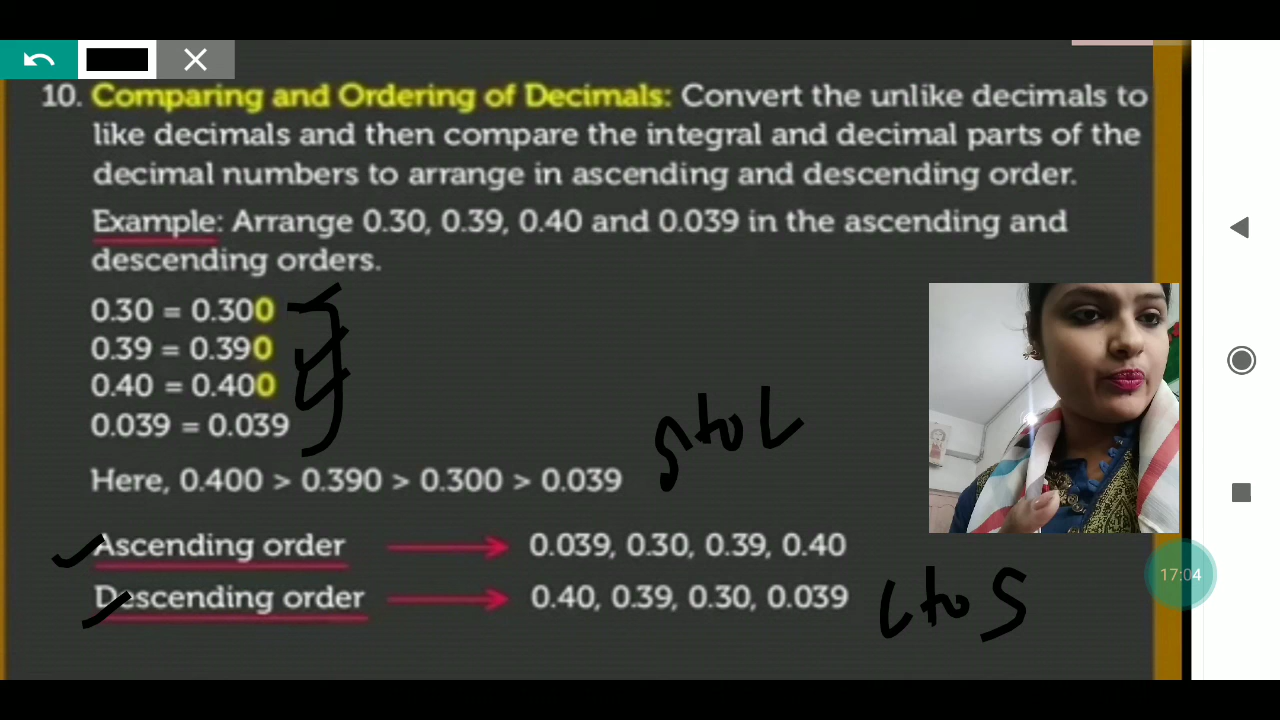 10. Comparing and Ordering of Decimals: Convert the unlike decimals to
like decimals and then compare the integral and decimal parts of the
decimal numbers to arrange in ascending and descending order.
Example: Arrange 0.30, 0.39, 0.40 and 0.039 in the ascending and
descending orders.
0.30 = 0.300
0.39 = 0.390
0.40 = 0.400
0.039 = 0.039
S to L
Here, 0.400 > 0.390 > 0.300 > 0.039
Ascending order 0.039, 0.30, 0.39, 0.40
17:04
Descending order 0.40, 0.39, 0.30, 0.039 L to S